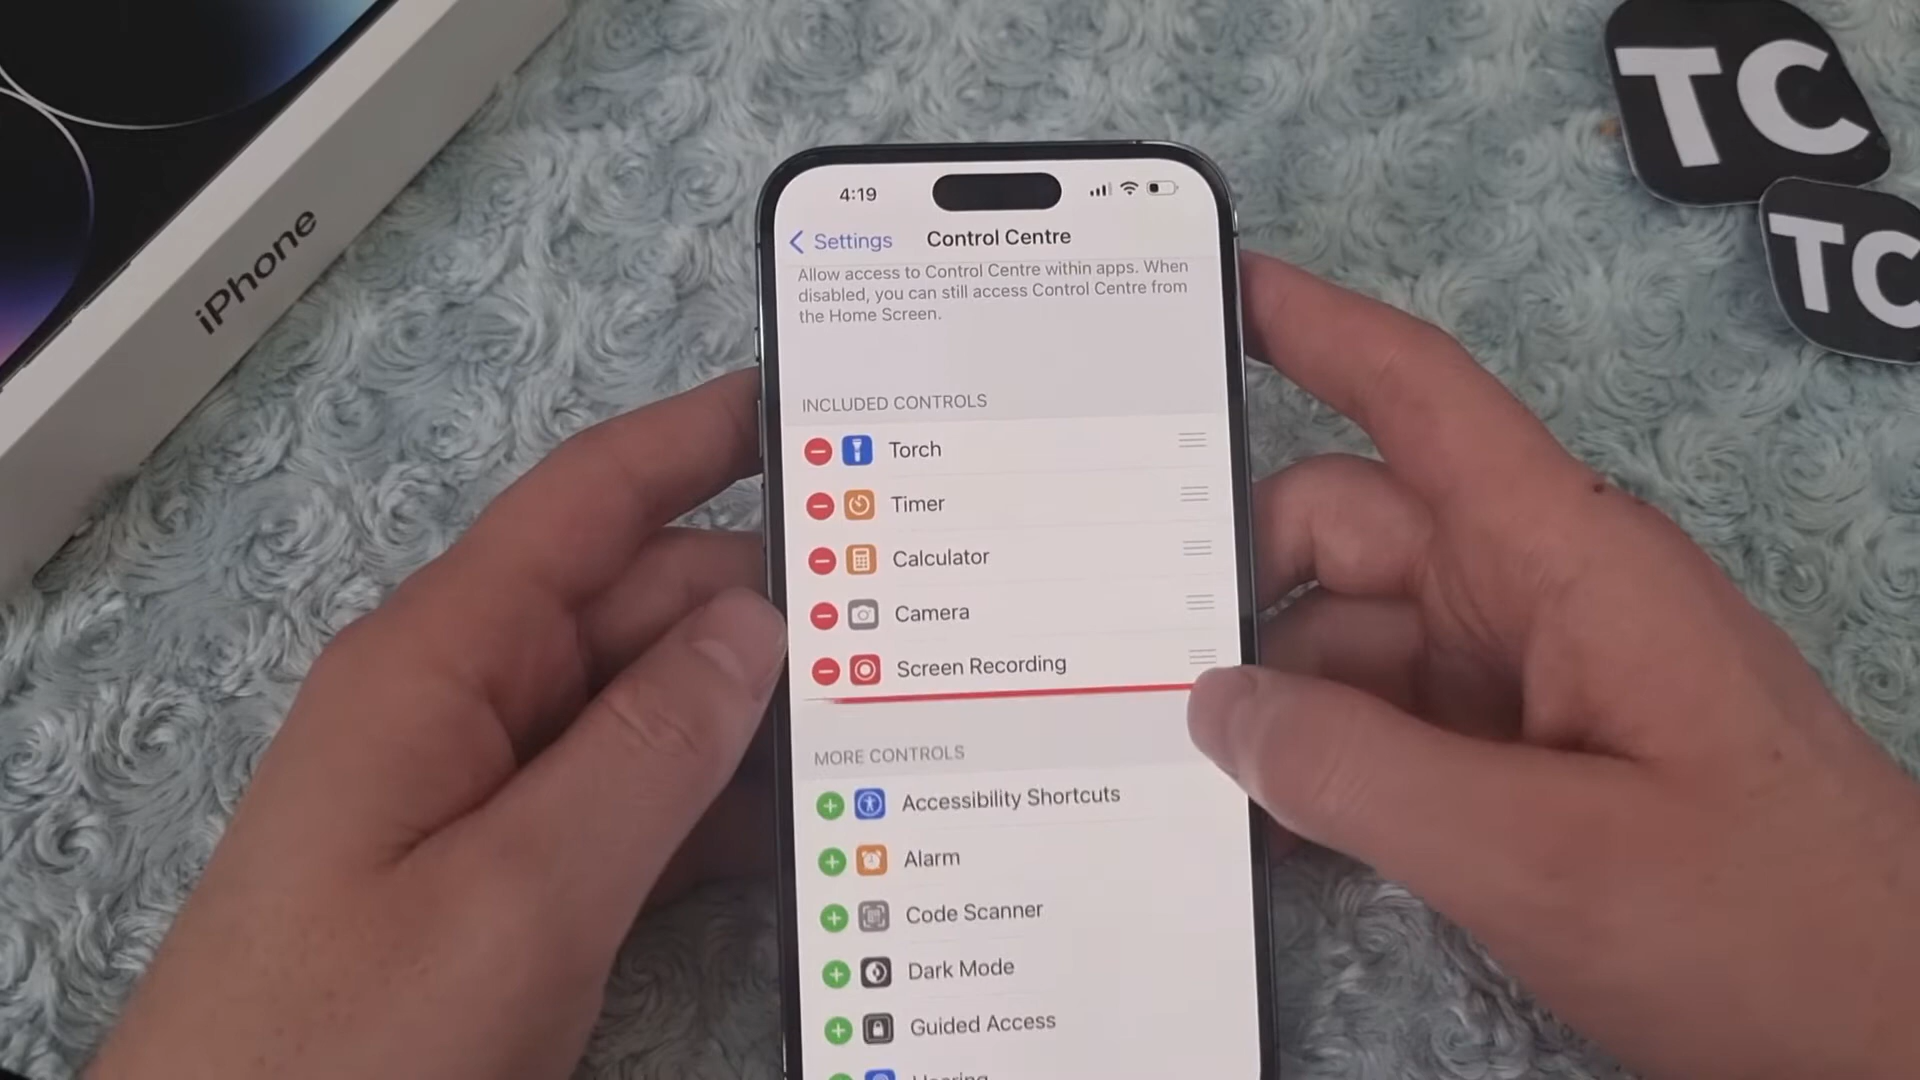 iPhone
TC
TC
4:19
Settings
Control Centre
Allow access to Control Centre within apps. When
disabled, you can still access Control Centre from
the Home Screen.
INCLUDED CONTROLS
Torch
Timer
Calculator
Camera
Screen Recording
MORE CONTROLS
Accessibility Shortcuts
Alarm
Code Scanner
Dark Mode
Guided Access
Hearing